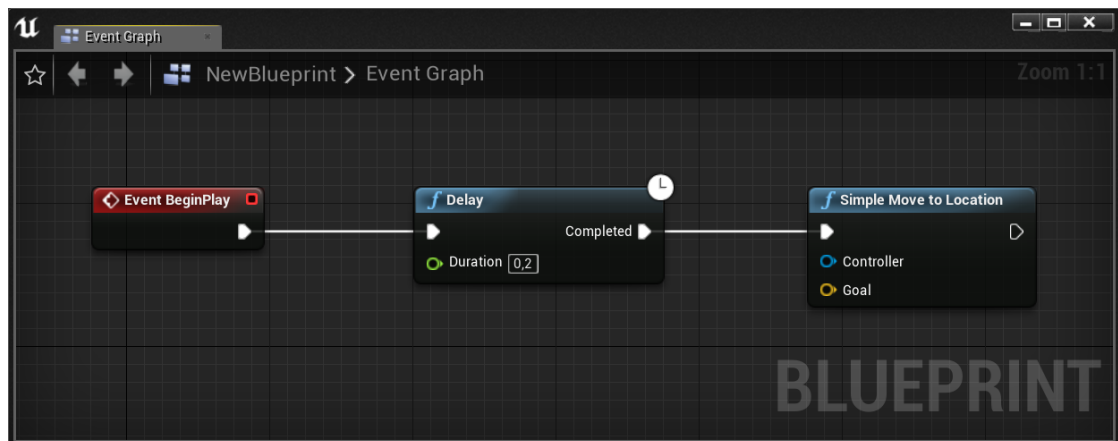 Event Graph
NewBlueprint > Event Graph
Zoom 1:1
Event BeginPlay
f Delay
Completed
Duration 0,2
f Simple Move to Location
Controller
Goal
BLUEPRINT